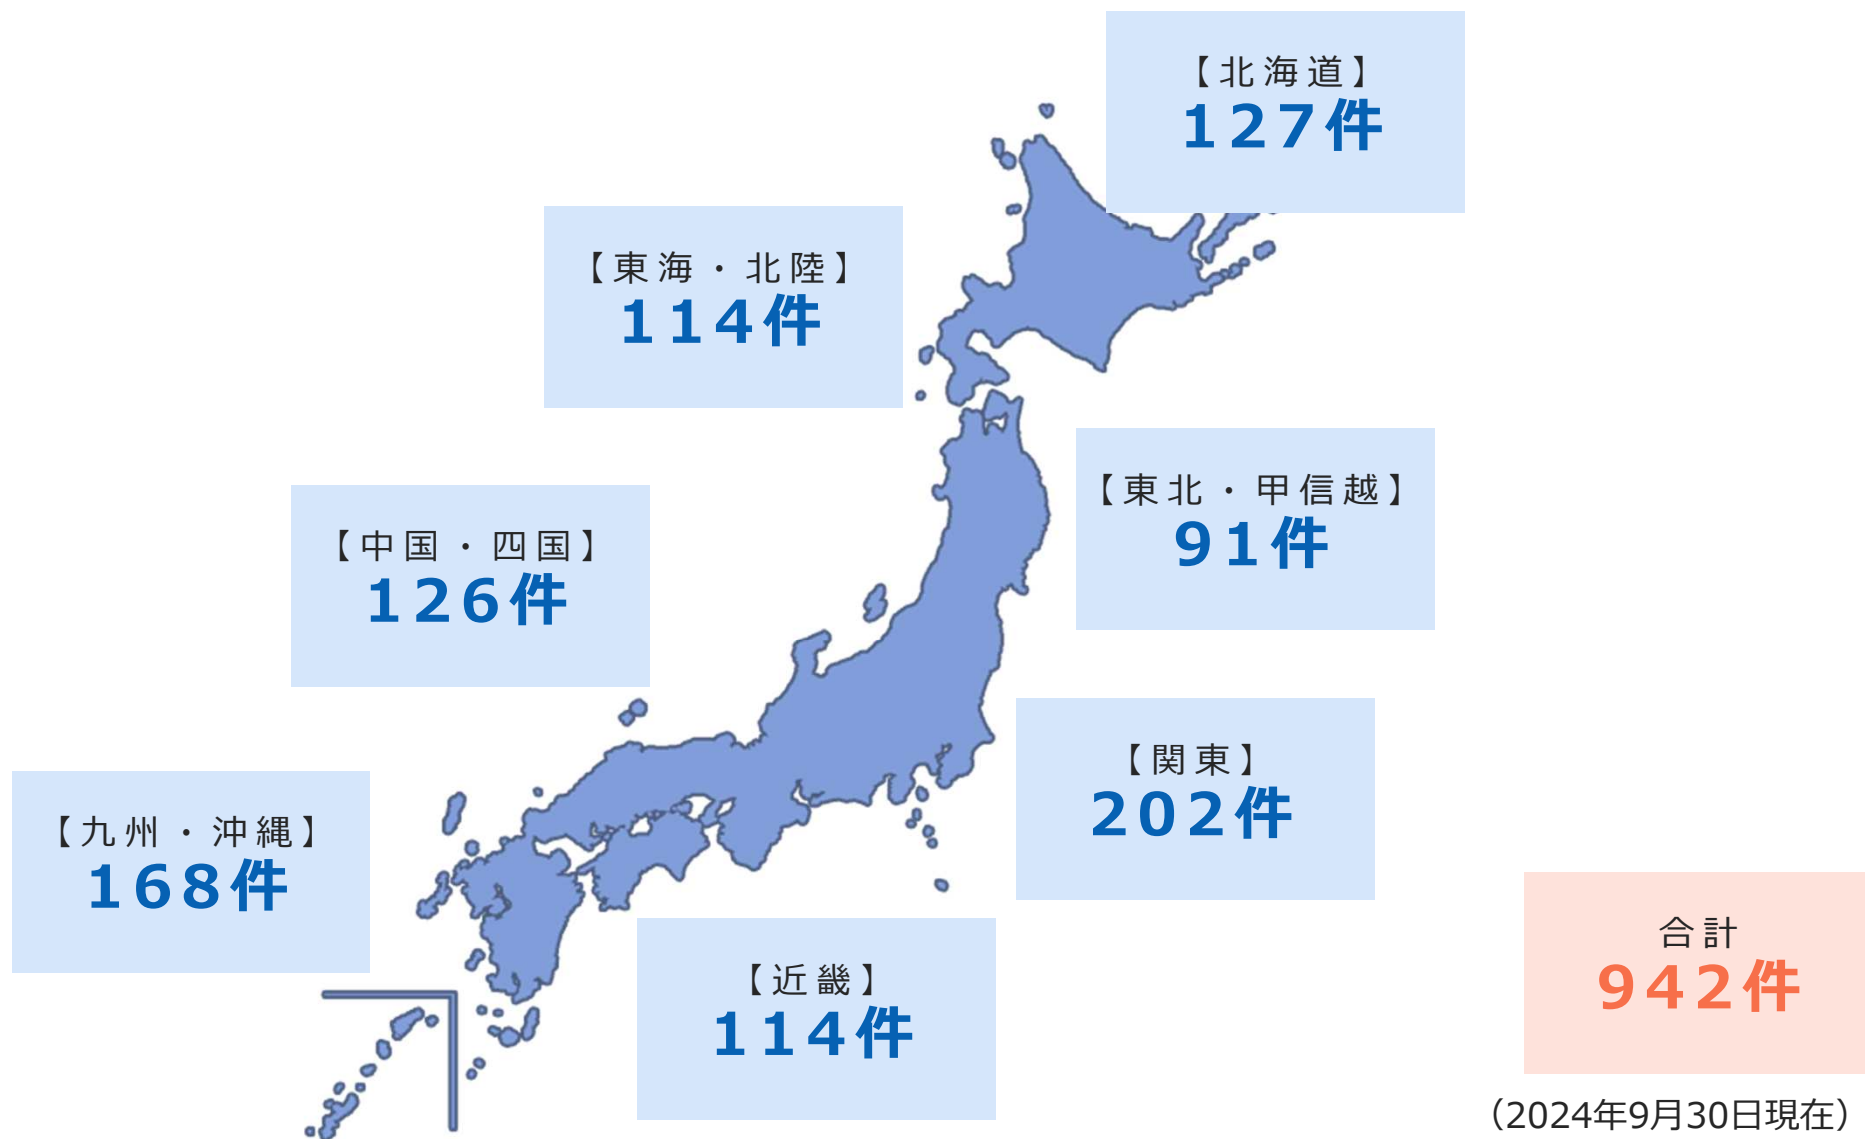 【北海道】
127件
【東海・北陸】
114件
【東北・甲信越】
91件
【中国・四国】
126件
【関東】
202件
【九州・沖縄】
168件
【近畿】
114件
合計
942件
（2024年9月30日現在）